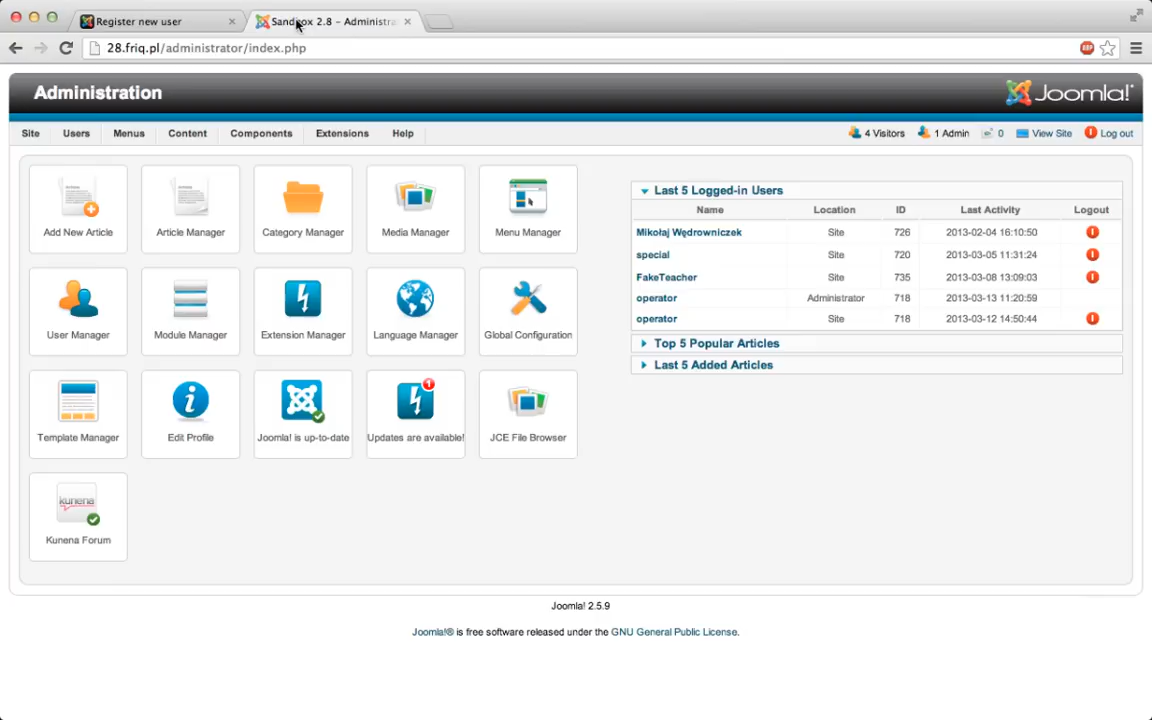 Register new user
Sandbox 2.8 - Administra
28.friq.pl/administrator/index.php
Administration
Joomla!
Site Users Menus Content Components Extensions Help
4 Visitors 1 Admin 0 View Site Log out
Add New Article
Article Manager
Category Manager
Media Manager
Menu Manager
User Manager
Module Manager
Extension Manager
Language Manager
Global Configuration
Template Manager
Edit Profile
Joomla! is up-to-date
1
Updates are available!
JCE File Browser
kunena
Kunena Forum
Last 5 Logged-in Users
Name Location ID Last Activity Logout
Mikołaj Wędrowniczek Site 726 2013-02-04 16:10:50
special Site 720 2013-03-05 11:31:24
FakeTeacher Site 735 2013-03-08 13:09:03
operator Administrator 718 2013-03-13 11:20:59
operator Site 718 2013-03-12 14:50:44
Top 5 Popular Articles
Last 5 Added Articles
Joomla! 2.5.9
Joomla!® is free software released under the GNU General Public License.